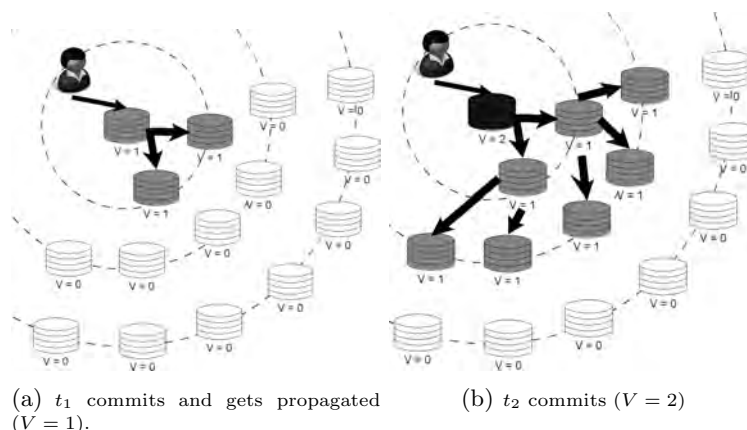 V = 0
V = 0
V = 1
V = 1
V = 0
V = 1
V = 0
V = 0
V = 1
V = 0
V = 0
V = 0
V = 0
V = 0
V = 0
V = 0
V = 0
V = 1
V = 2
V = 1
V = 0
V = 1
V = 1
V = 0
V = 1
V = 1
V = 1
V = 0
V = 0
V = 0
V = 0
(a) t₁ commits and gets propagated
(V = 1).
(b) t₂ commits (V = 2)